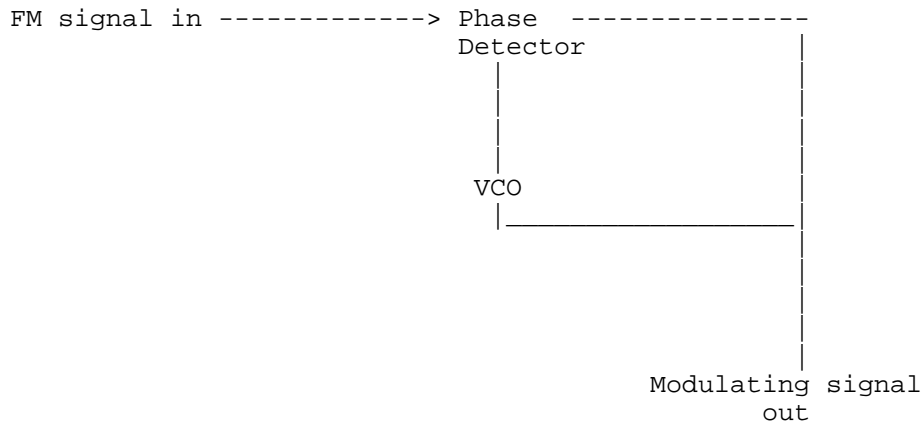 FM signal in -------------> Phase ---------------
Detector
VCO
Modulating signal
out